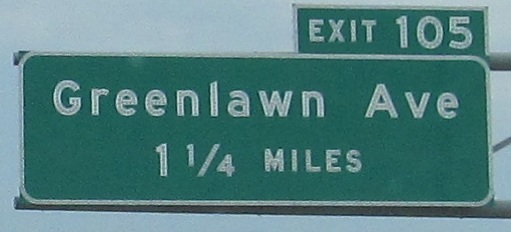 EXIT 105
Greenlawn Ave
1 1/4 MILES